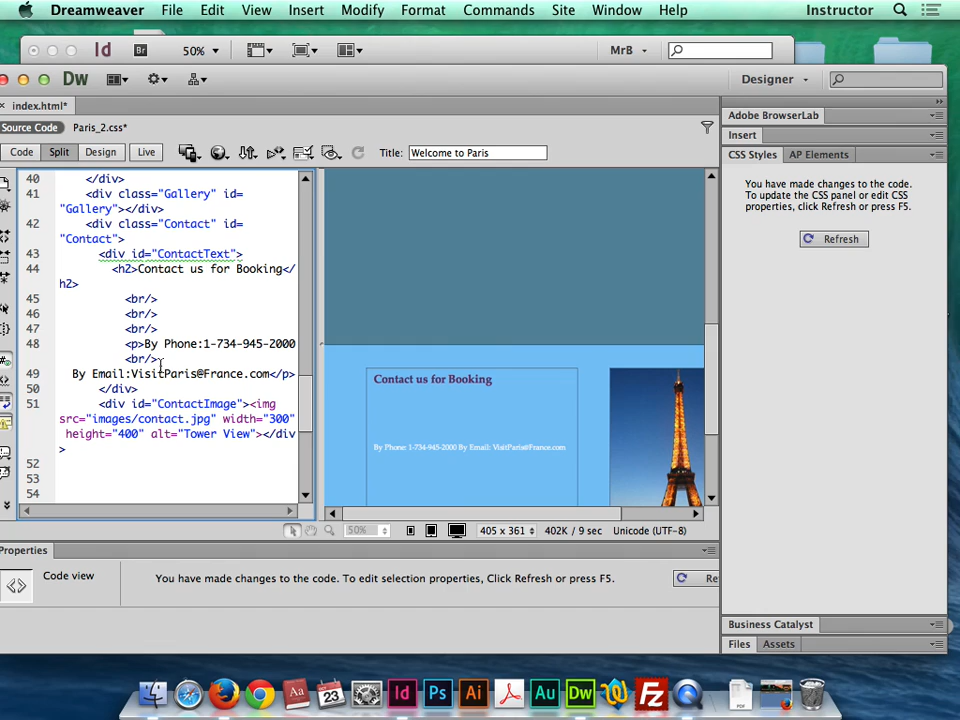 Dreamweaver File Edit View Insert Modify Format Commands Site Window Help Instructor
Id Br 50% MrB
Dw Designer
× index.html*
Source Code Paris_2.css*
Code Split Design Live Title: Welcome to Paris
40 </div>
41 <div class="Gallery" id=
"Gallery"></div>
42 <div class="Contact" id=
"Contact">
43 <div id="ContactText">
44 <h2>Contact us for Booking</
h2>
45 <br/>
46 <br/>
47 <br/>
48 <p>By Phone:1-734-945-2000
<br/>
49 By Email:VisitParis@France.com</p>
50 </div>
51 <div id="ContactImage"><img
src="images/contact.jpg" width="300"
height="400" alt="Tower View"></div
>
52
53
54
Contact us for Booking
By Phone: 1-734-945-2000 By Email: VisitParis@France.com
50% 405 x 361 402K / 9 sec Unicode (UTF-8)
Properties
Code view You have made changes to the code. To edit selection properties, Click Refresh or press F5. Re
Adobe BrowserLab
Insert
CSS Styles AP Elements
You have made changes to the code.
To update the CSS panel or edit CSS
properties, click Refresh or press F5.
Refresh
Business Catalyst
Files Assets
Aa 23 Id Ps Ai Au Dw Fz PDF